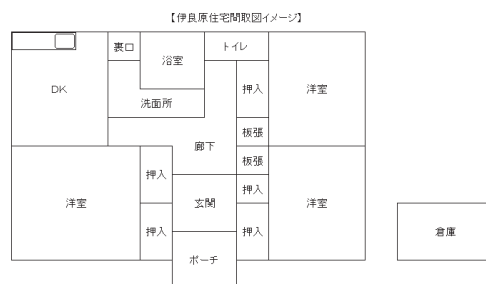 【伊良原住宅間取図イメージ】
裏口
浴室
トイレ
DK
洗面所
押入
洋室
板張
廊下
板張
洋室
押入
玄関
押入
洋室
押入
押入
倉庫
ポーチ